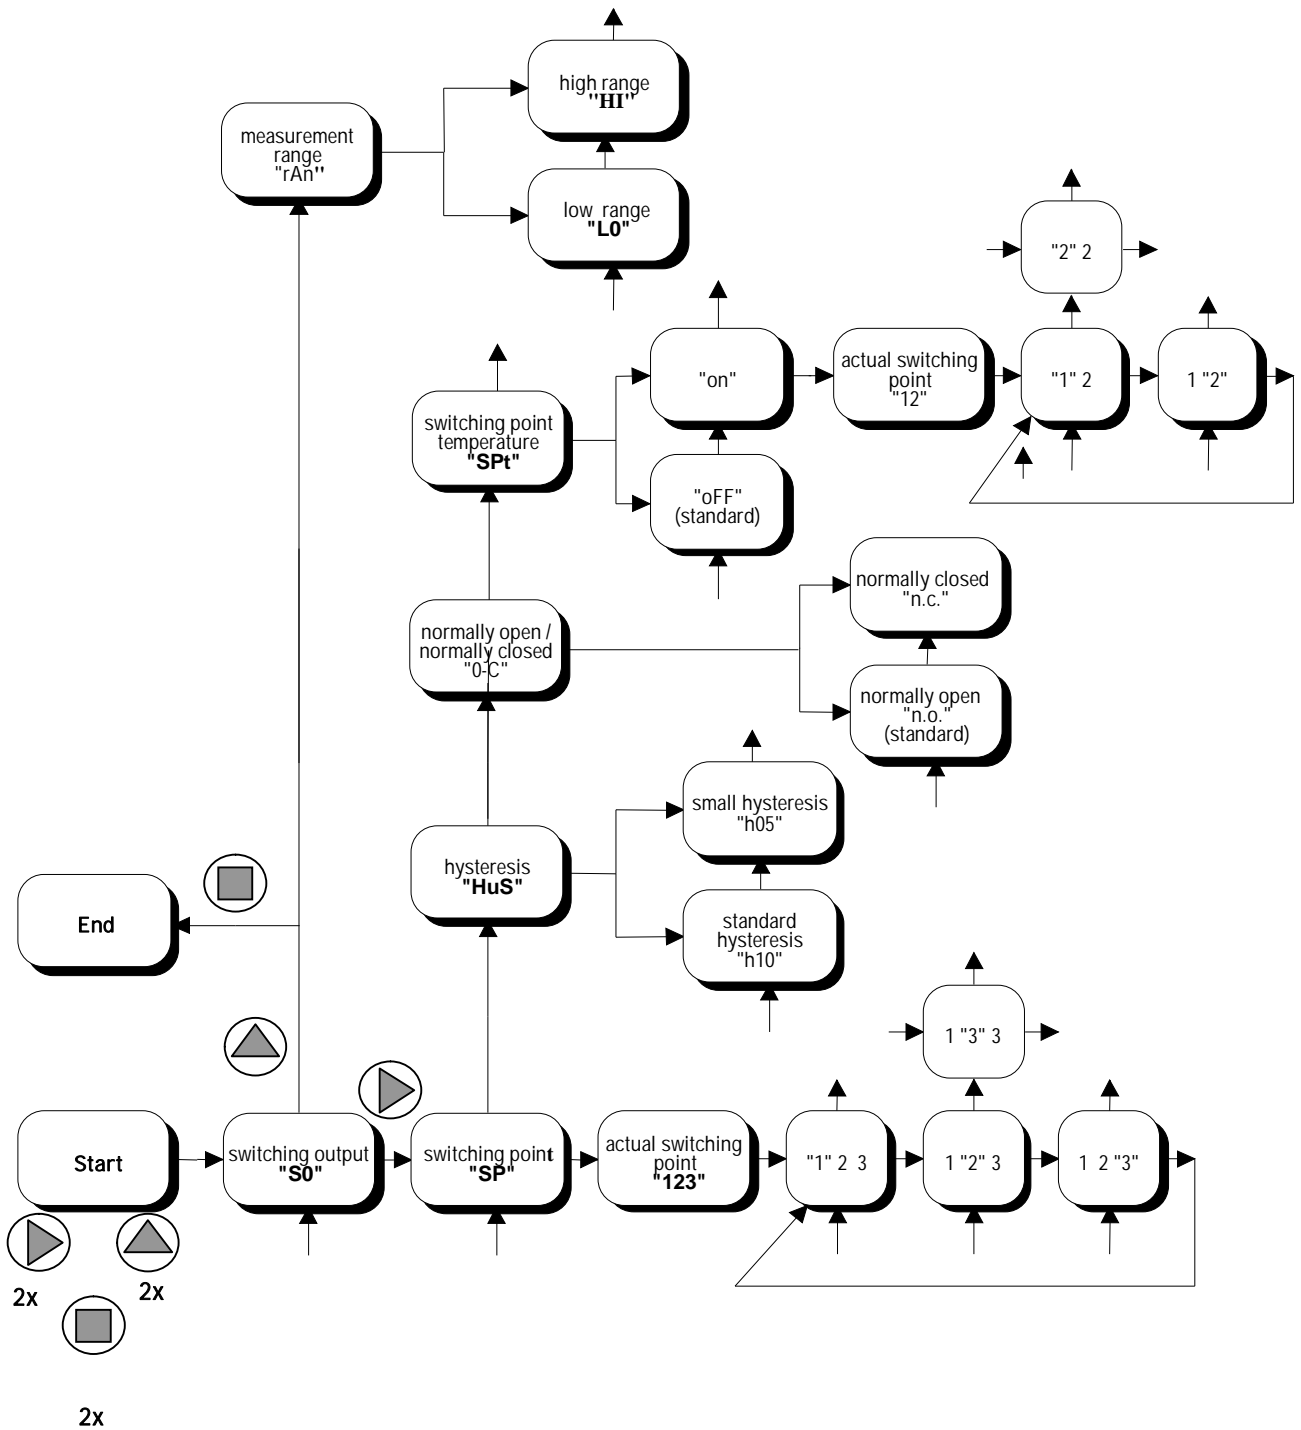 high range
"HI"
measurement
range
"rAn"
low range
"L0"
"2" 2
"on"
actual switching
point
"12"
"1" 2
1 "2"
switching point
temperature
"SPt"
"oFF"
(standard)
normally closed
"n.c."
normally open /
normally closed
"0-C"
normally open
"n.o."
(standard)
small hysteresis
"h05"
hysteresis
"HuS"
standard
hysteresis
"h10"
End
1 "3" 3
Start
switching output
"S0"
switching point
"SP"
actual switching
point
"123"
"1" 2 3
1 "2" 3
1 2 "3"
2x
2x
2x